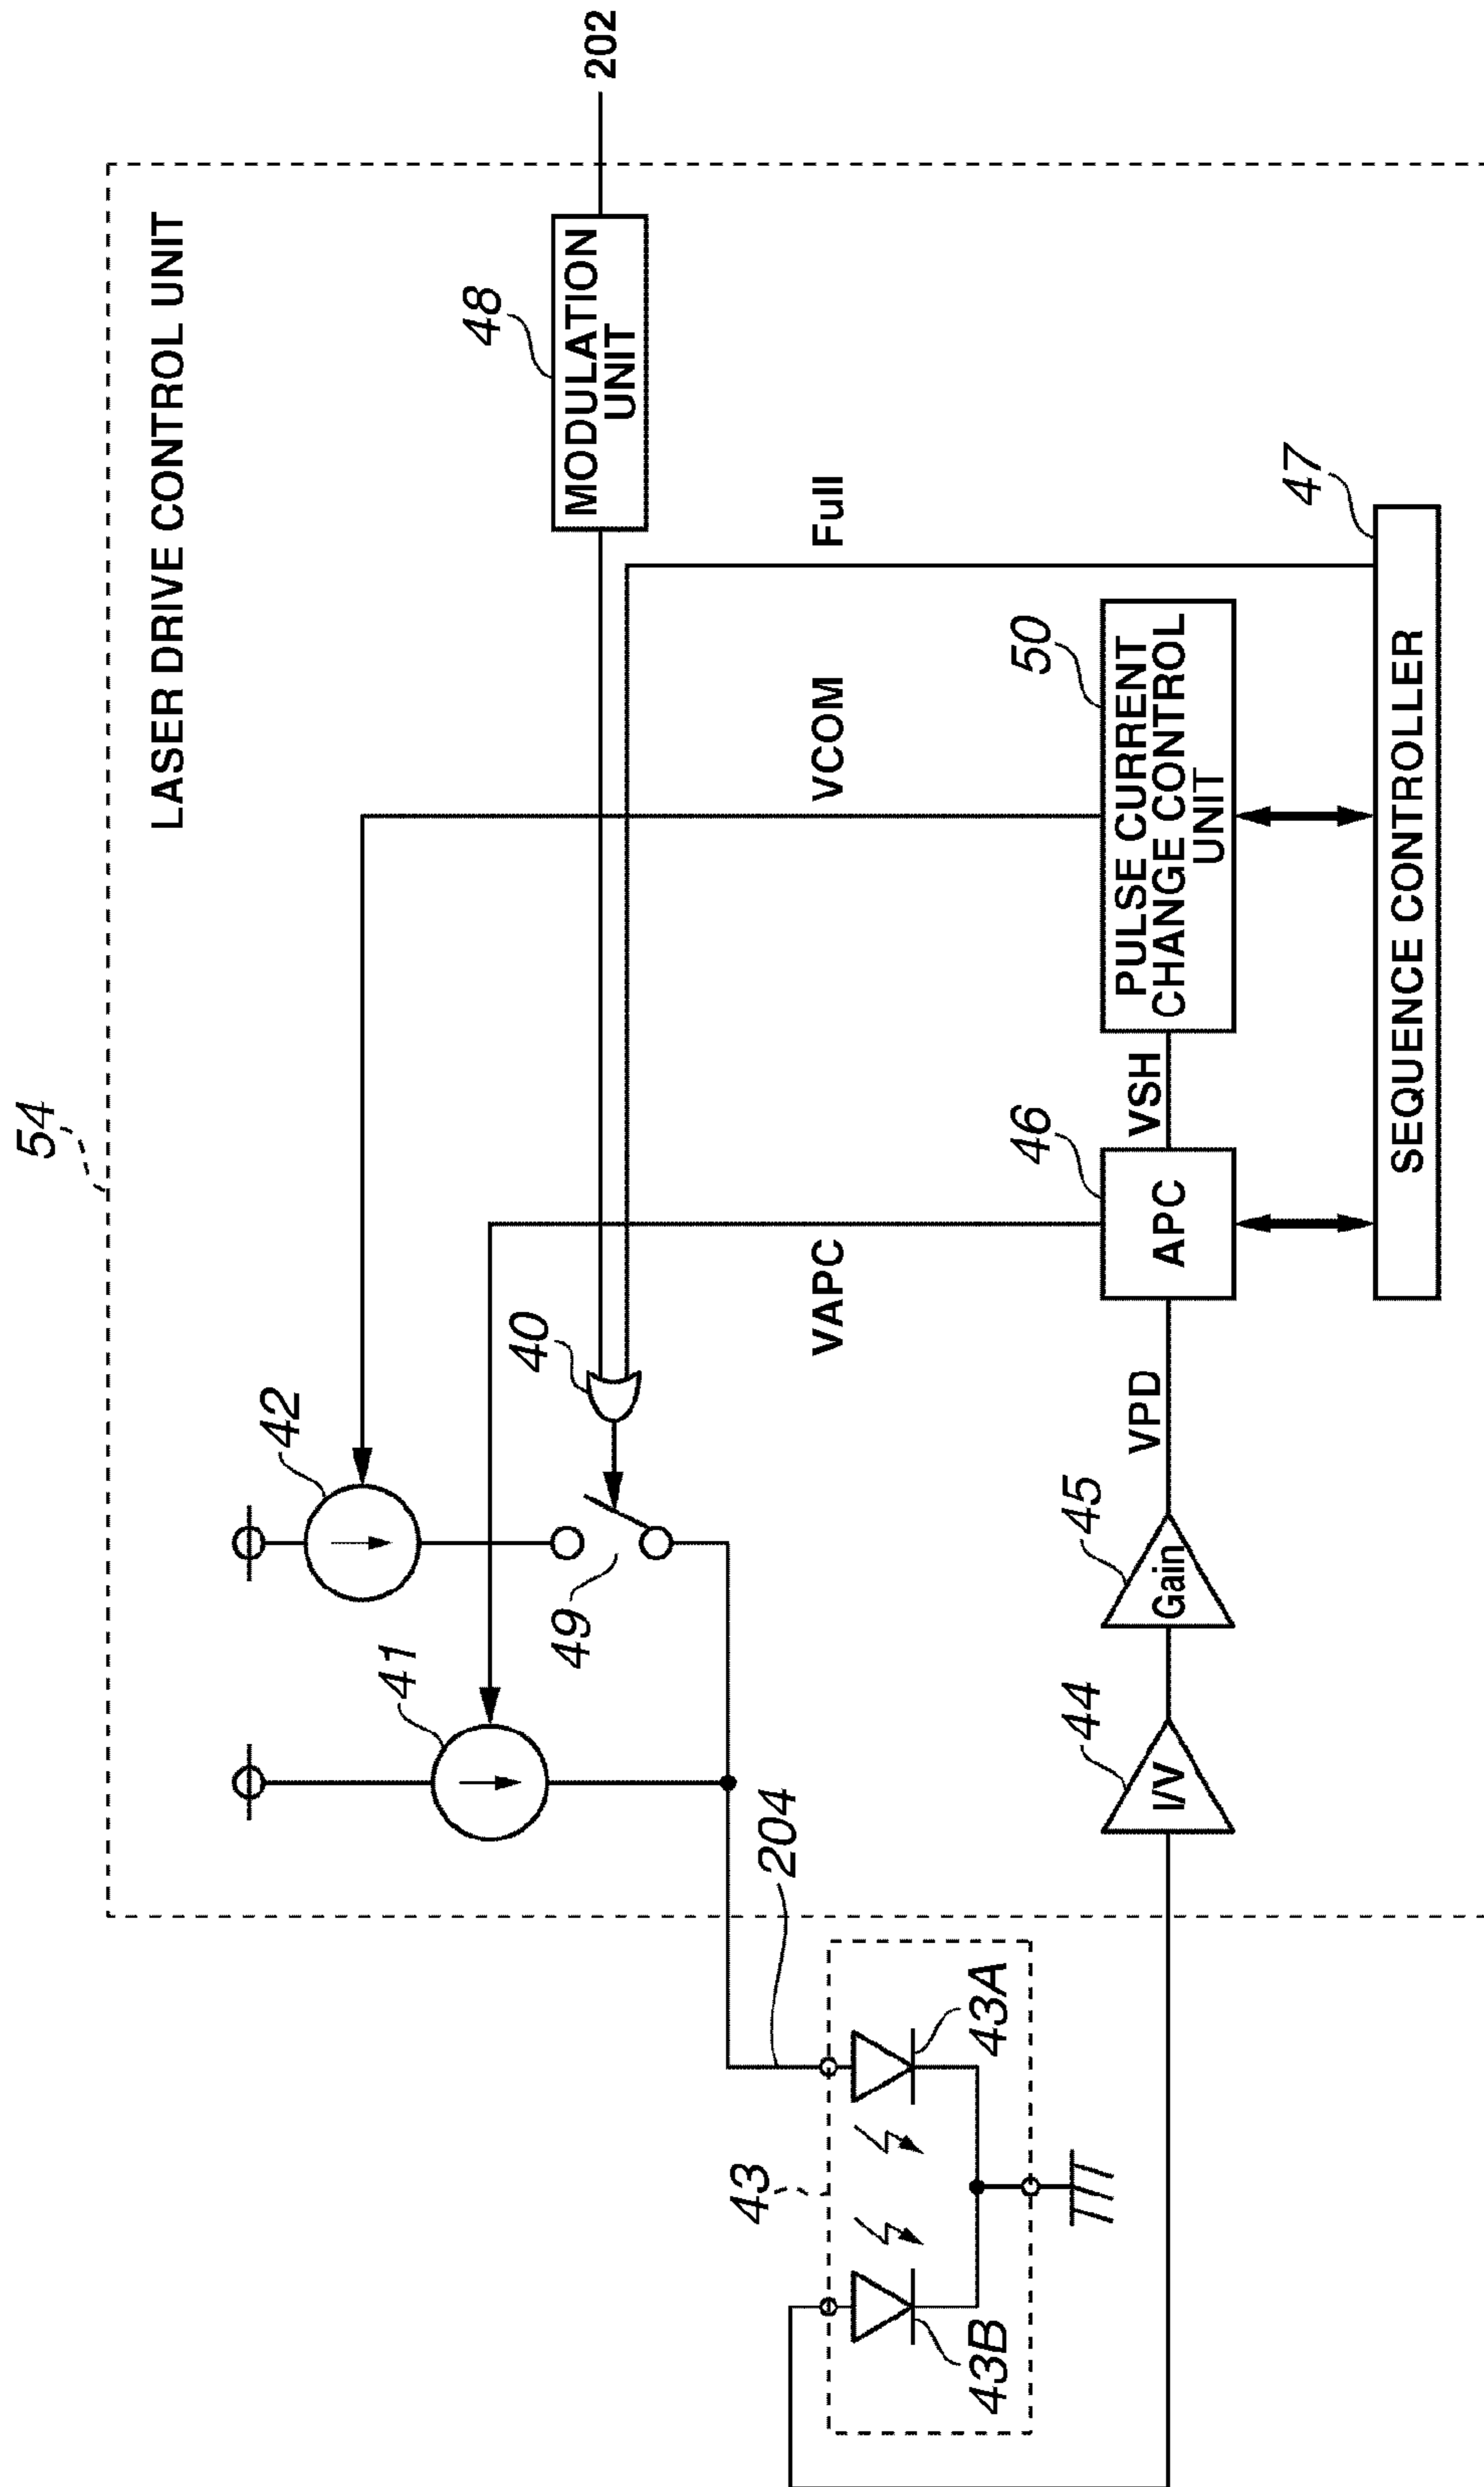 54
LASER DRIVE CONTROL UNIT
42
41
40
49
48
MODULATION
UNIT
202
204
VAPC
VCOM
Full
43
43A
43B
44
I/V
45
Gain
VPD
46
APC
VSH
50
PULSE CURRENT
CHANGE CONTROL
UNIT
47
SEQUENCE CONTROLLER